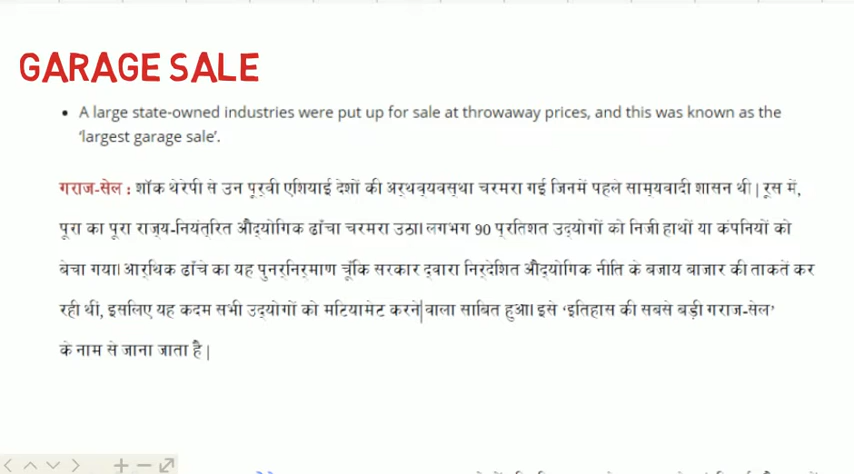 GARAGE SALE
• A large state-owned industries were put up for sale at throwaway prices, and this was known as the
‘largest garage sale’.
गराज-सेल : शॉक थेरेपी से उन पूर्वी एशियाई देशों की अर्थव्यवस्था चरमरा गई जिनमें पहले साम्यवादी शासन थी | रूस में,
पूरा का पूरा राज्य-नियंत्रित औद्योगिक ढाँचा चरमरा उठा। लगभग 90 प्रतिशत उद्योगों को निजी हाथों या कंपनियों को
बेचा गया। आर्थिक ढाँचे का यह पुनर्निर्माण चूँकि सरकार द्वारा निर्देशित औद्योगिक नीति के बजाय बाजार की ताकतें कर
रही थीं, इसलिए यह कदम सभी उद्योगों को मटियामेट करने वाला साबित हुआ। इसे ‘इतिहास की सबसे बड़ी गराज-सेल’
के नाम से जाना जाता है |